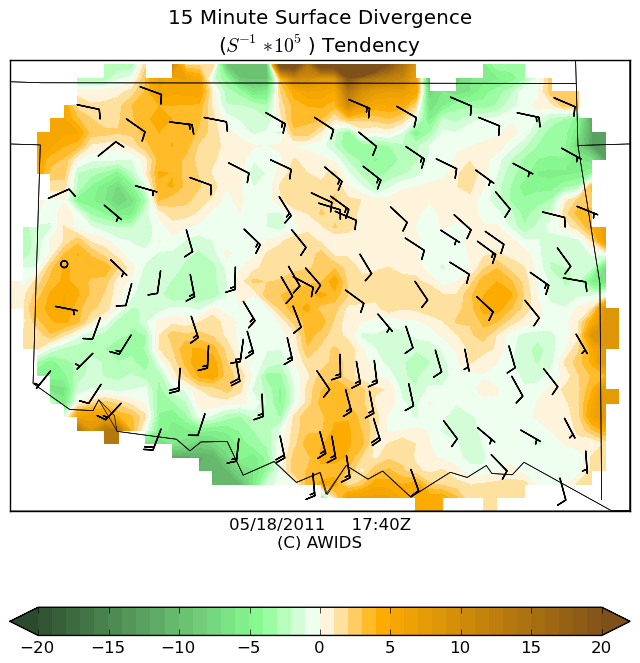 15 Minute Surface Divergence
(S⁻¹ *10⁵ ) Tendency
05/18/2011 17:40Z
(C) AWIDS
−20 −15 −10 −5 0 5 10 15 20